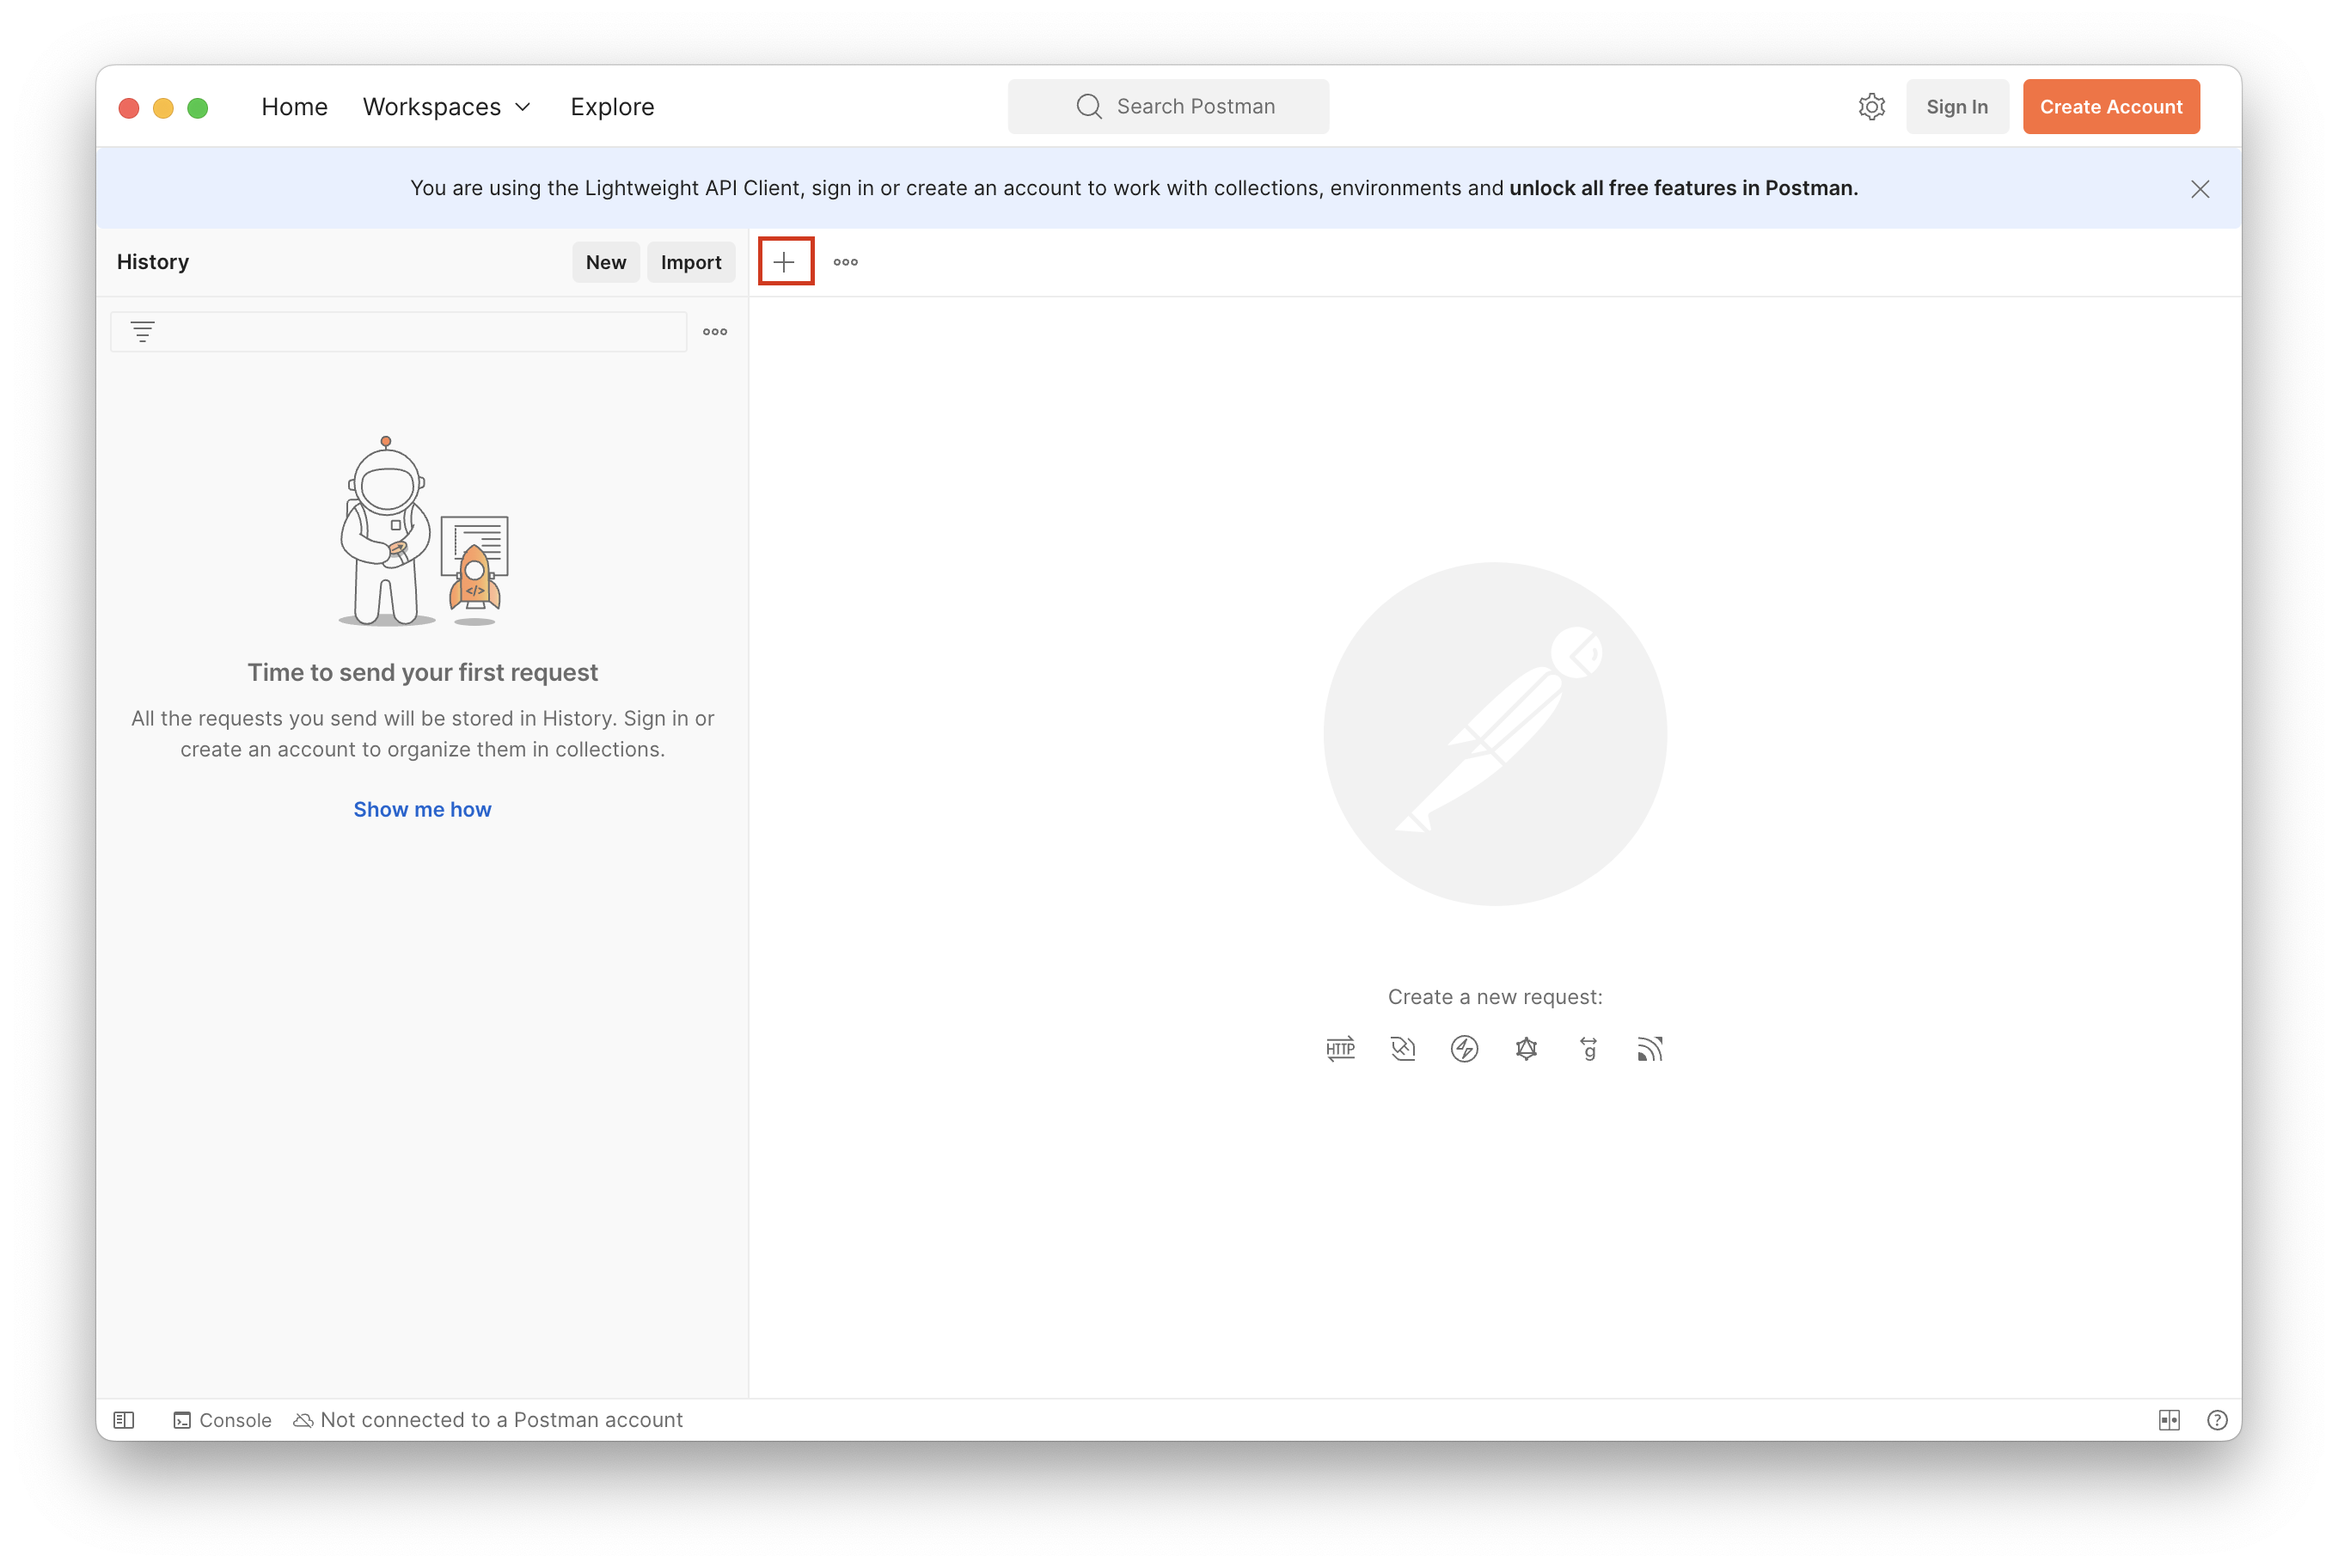 Home Workspaces Explore
Search Postman
Sign In
Create Account
You are using the Lightweight API Client, sign in or create an account to work with collections, environments and unlock all free features in Postman.
History
New
Import
</>
Time to send your first request
All the requests you send will be stored in History. Sign in or
create an account to organize them in collections.
Show me how
Create a new request:
HTTP
g
Console
Not connected to a Postman account
?